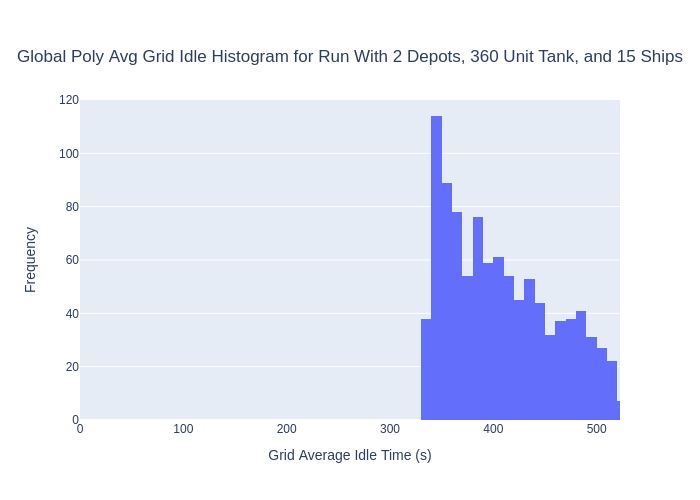 Global Poly Avg Grid Idle Histogram for Run With 2 Depots, 360 Unit Tank, and 15 Ships
120
100
80
60
40
20
0
Frequency
0 100 200 300 400 500
Grid Average Idle Time (s)